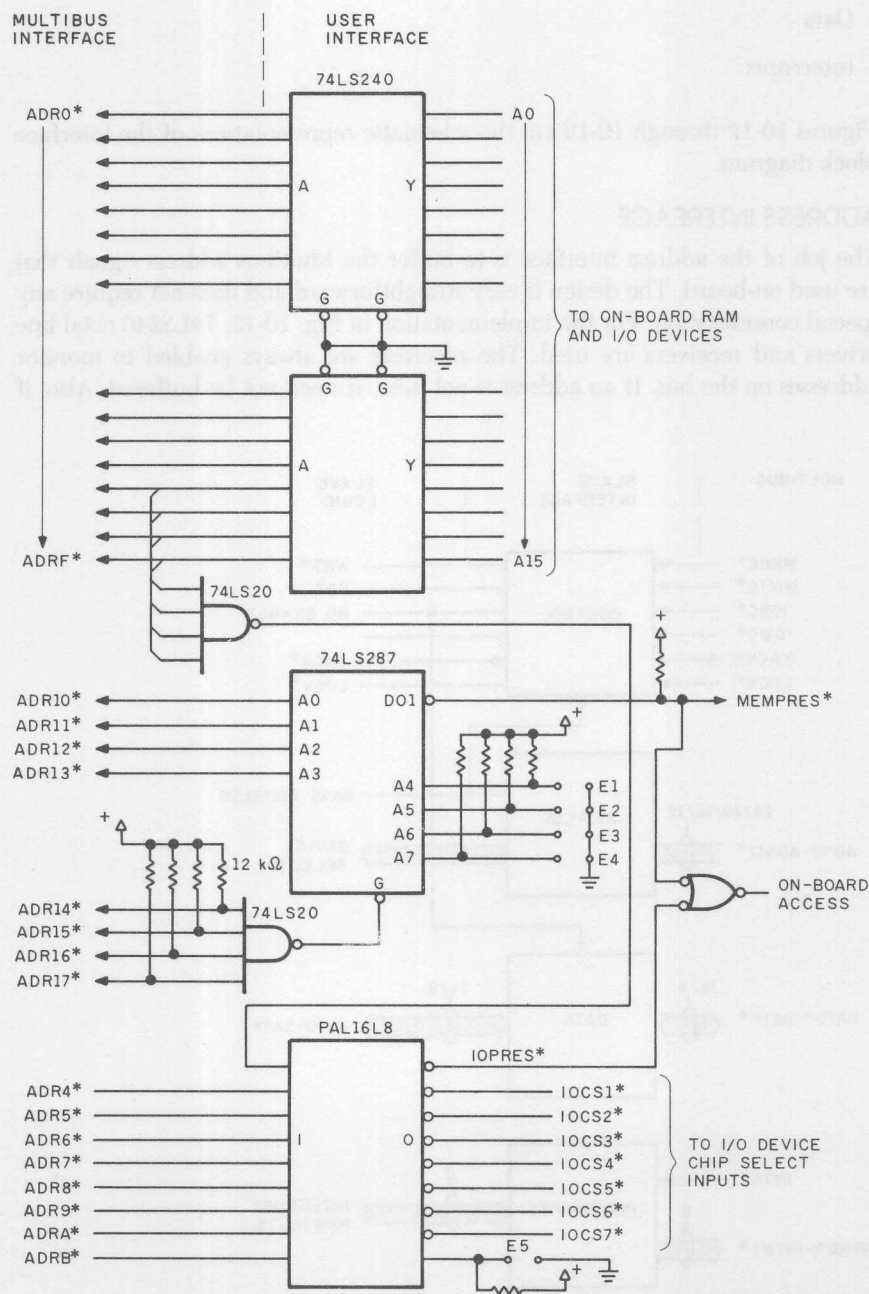 MULTIBUS INTERFACE
USER INTERFACE
74LS240
ADR0*
A0
A
Y
G
G
TO ON-BOARD RAM
AND I/O DEVICES
G
G
A
Y
ADRF*
A15
74LS20
74LS287
+
ADR10*
A0
DO1
MEMPRES*
ADR11*
A1
ADR12*
A2
+
ADR13*
A3
A4
E1
A5
E2
+
A6
E3
A7
E4
12 kΩ
G
ON-BOARD
ACCESS
74LS20
ADR14*
ADR15*
ADR16*
ADR17*
PAL16L8
IOPRES*
ADR4*
IOCS1*
ADR5*
IOCS2*
ADR6*
I
O
IOCS3*
ADR7*
IOCS4*
ADR8*
IOCS5*
ADR9*
IOCS6*
ADRA*
IOCS7*
TO I/O DEVICE
CHIP SELECT
INPUTS
ADRB*
E5
+